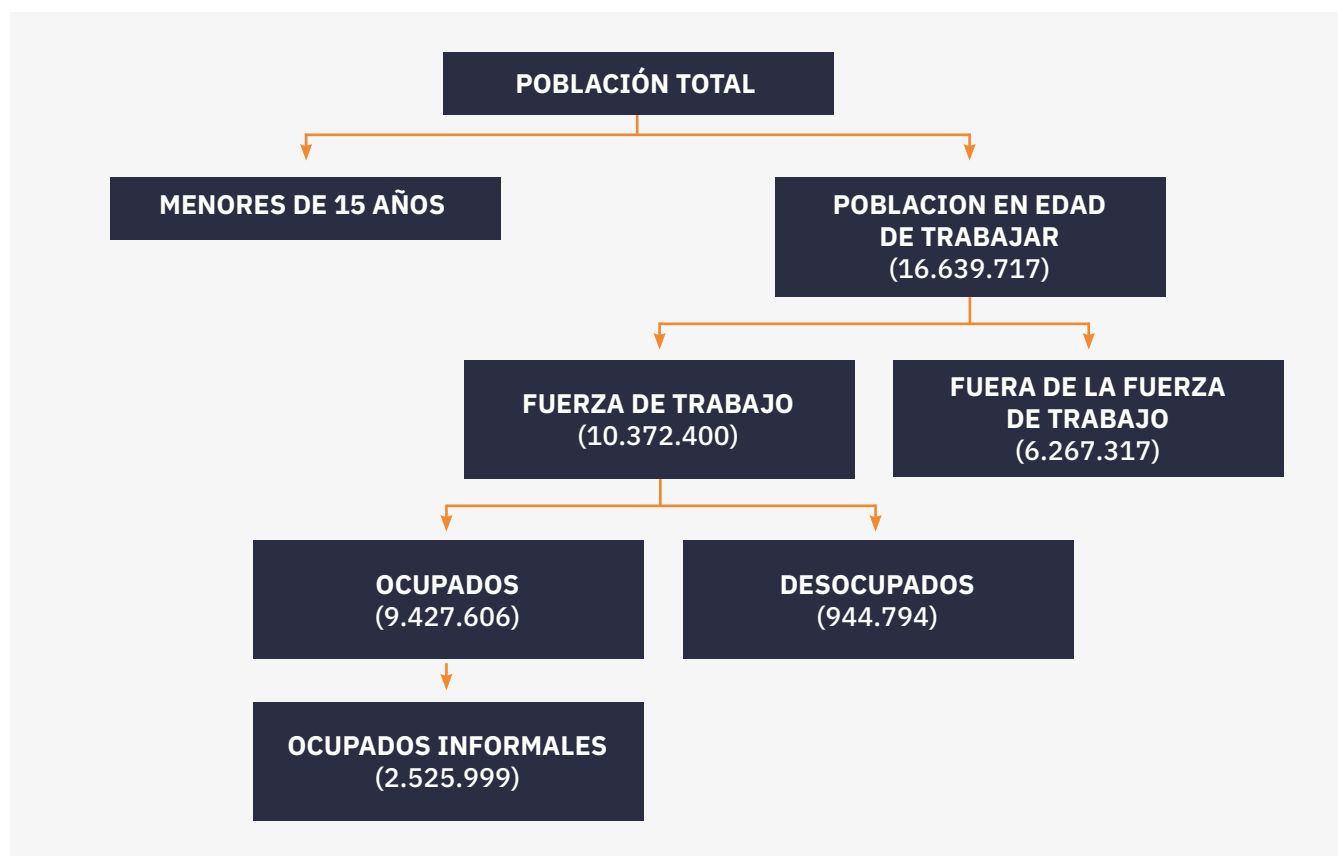 POBLACIÓN TOTAL
MENORES DE 15 AÑOS
POBLACION EN EDAD
DE TRABAJAR
(16.639.717)
FUERZA DE TRABAJO
(10.372.400)
FUERA DE LA FUERZA
DE TRABAJO
(6.267.317)
OCUPADOS
(9.427.606)
DESOCUPADOS
(944.794)
OCUPADOS INFORMALES
(2.525.999)